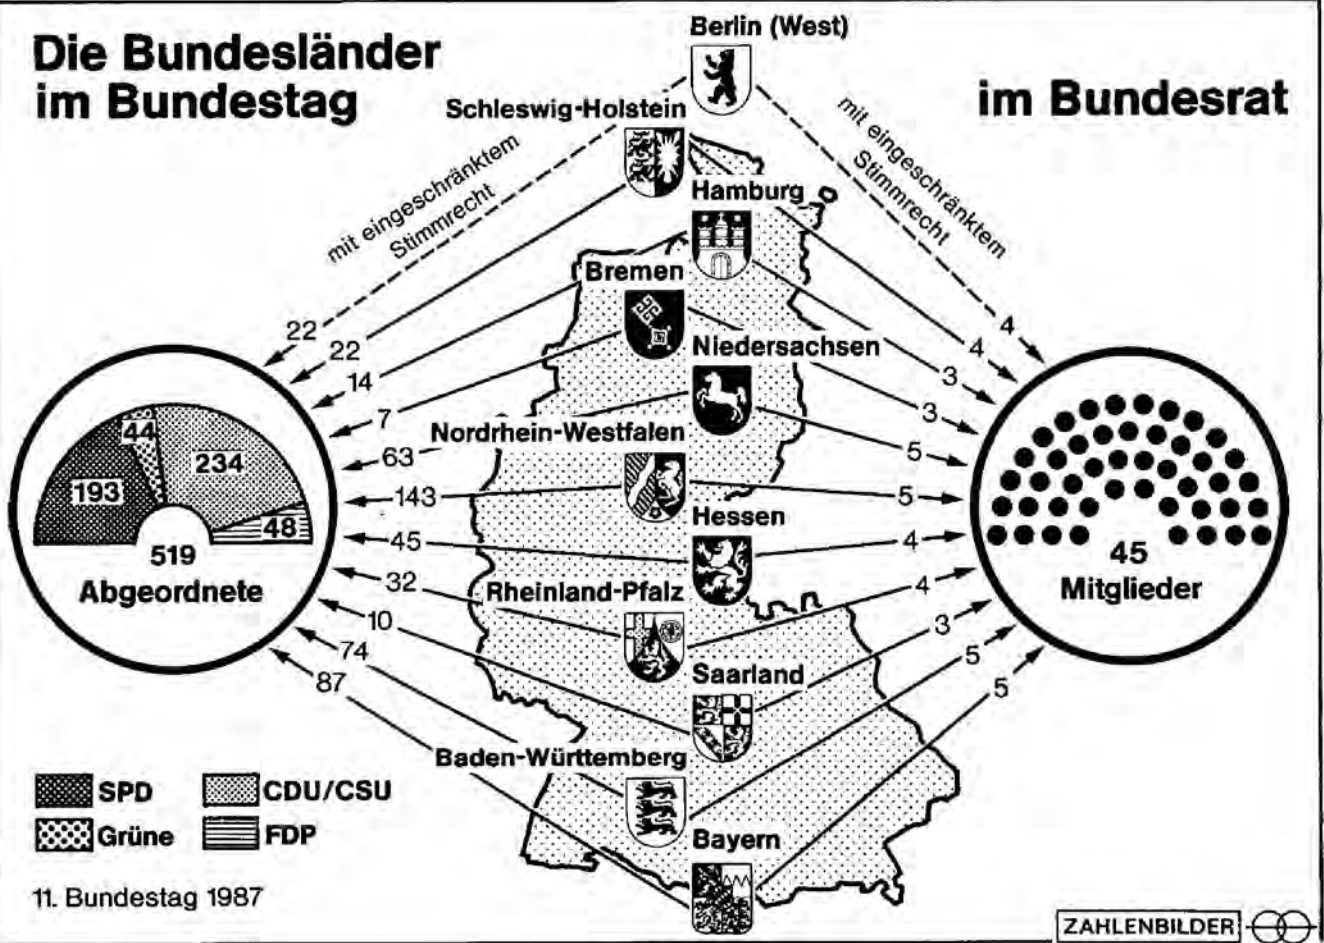 Die Bundesländer
im Bundestag
im Bundesrat
Berlin (West)
mit eingeschränktem
Stimmrecht
mit eingeschränktem
Stimmrecht
Schleswig-Holstein
Hamburg
Bremen
Niedersachsen
Nordrhein-Westfalen
Hessen
Rheinland-Pfalz
Saarland
Baden-Württemberg
Bayern
22
22
14
7
63
143
45
32
10
74
87
4
4
3
3
5
5
4
4
3
5
5
193
44
234
48
519
Abgeordnete
45
Mitglieder
SPD
CDU/CSU
Grüne
FDP
11. Bundestag 1987
ZAHLENBILDER